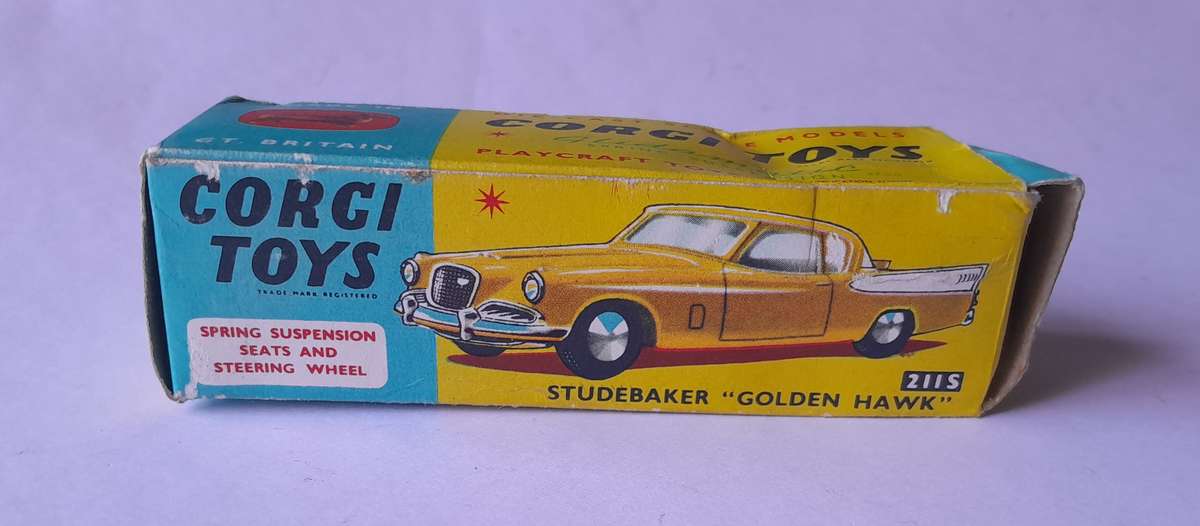 GT. BRITAIN
CORGI TOYS
MODELS
PLAYCRAFT
CORGI
TOYS
TRADE MARK REGISTERED
SPRING SUSPENSION
SEATS AND
STEERING WHEEL
211S
STUDEBAKER "GOLDEN HAWK"